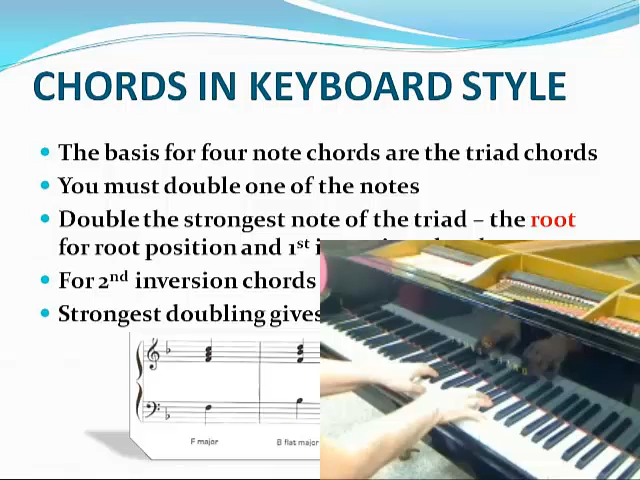 CHORDS IN KEYBOARD STYLE
The basis for four note chords are the triad chords
You must double one of the notes
Double the strongest note of the triad – the root
for root position and 1st
For 2nd inversion chords
Strongest doubling gives
F major
B flat major